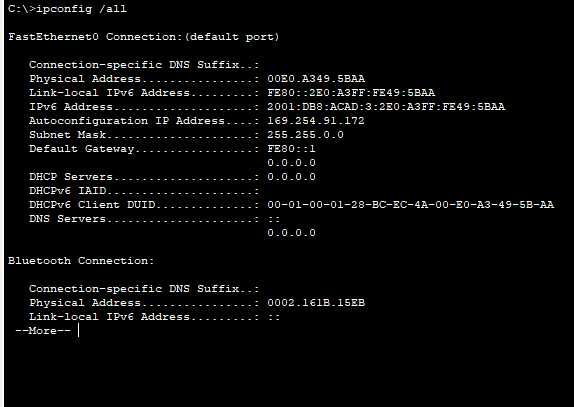 C:\>ipconfig /all
FastEthernet0 Connection:(default port)
Connection-specific DNS Suffix..:
Physical Address................: 00E0.A349.5BAA
Link-local IPv6 Address.........: FE80::2E0:A3FF:FE49:5BAA
IPv6 Address....................: 2001:DB8:ACAD:3:2E0:A3FF:FE49:5BAA
Autoconfiguration IP Address....: 169.254.91.172
Subnet Mask.....................: 255.255.0.0
Default Gateway.................: FE80::1
0.0.0.0
DHCP Servers....................: 0.0.0.0
DHCPv6 IAID.....................:
DHCPv6 Client DUID..............: 00-01-00-01-28-BC-EC-4A-00-E0-A3-49-5B-AA
DNS Servers.....................: ::
0.0.0.0
Bluetooth Connection:
Connection-specific DNS Suffix..:
Physical Address................: 0002.161B.15EB
Link-local IPv6 Address.........: ::
--More--